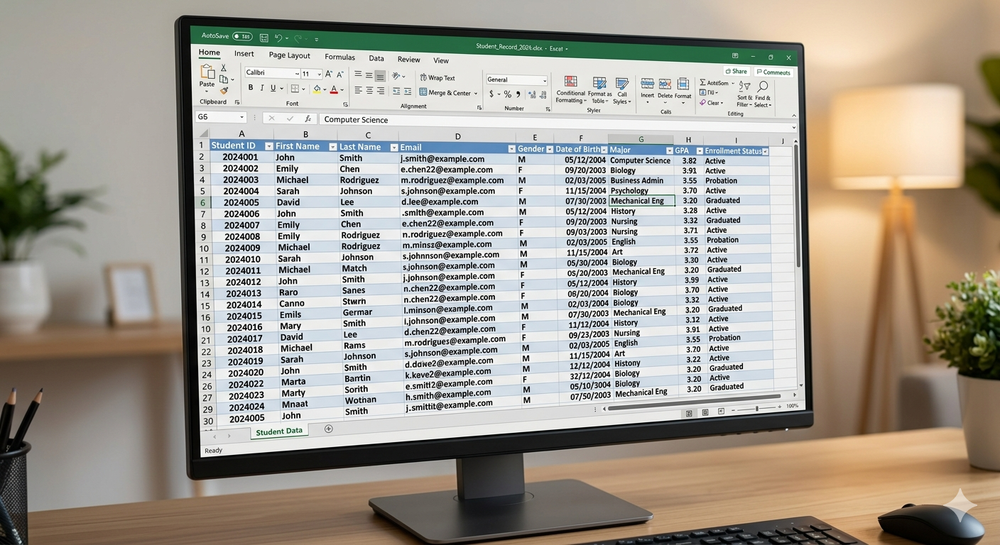 AutoSave
Student_Record_2024.clcx - Excel
Home Insert Page Layout Formulas Data Review View
Share Commeots
Paste
Clipboard
Calibri 11
B I U A
Font
Wrap Text
Merge & Center
Alignment
General
$ % 9
Number
Conditional Formatting
Format as Table
Call Styles
Styler
Insert Delete Format
Calls
AutoSom
Fill
Clear
Sort & Filter
Find & Select
Editing
G5 fx Computer Science
A B C D E F G H I J
1 Student ID First Name Last Name Email Gender Date of Birth Major GPA Enrollment Status
2 2024001 John Smith j.smith@example.com M 05/12/2004 Computer Science 3.82 Active
3 2024002 Emily Chen e.chen22@example.com F 09/20/2003 Biology 3.91 Active
4 2024003 Michael Rodriguez m.rodriguez@example.com M 02/03/2005 Business Admin 3.55 Probation
5 2024004 Sarah Johnson s.johnson@example.com F 11/15/2004 Psychology 3.70 Active
6 2024005 David Lee d.lee@example.com M 07/30/2003 Mechanical Eng 3.20 Graduated
7 2024006 John Smith .smlth@example.com M 05/12/2004 History 3.28 Active
8 2024007 Emily Chen e.chen22@example.com F 09/20/2003 Nursing 3.32 Graduated
9 2024008 Emily Rodriguez n.rodriguez@example.com F 09/03/2003 Nursing 3.71 Active
10 2024009 Michael Rodriguez m.minsz@example.com M 02/03/2005 English 3.55 Probation
11 2024010 Sarah Johnson s.johnnson@example.com M 11/15/2004 Art 3.72 Active
12 2024011 Michael Match s.johnson@example.com M 05/30/2004 Biology 3.30 Active
13 2024012 John Smith j.johnson@example.com F 08/20/2003 Mechanical Eng 3.20 Graduated
14 2024013 Raro Sanes n.chen22@example.com F 05/12/2004 History 3.99 Active
15 2024014 Canno Stwrh n.chen22@example.com F 06/20/2004 Biology 3.70 Active
16 2024015 Emils Germar l.minson@example.com M 02/03/2004 Biology 3.32 Active
10 2024016 Mary Smith i.johnson@example.com M 07/30/2003 Mechanical Eng 3.20 Graduated
21 2024017 David Lee d.chen22@example.com F 11/12/2004 History 3.12 Active
22 2024018 Michael Rams m.rodrigues@example.com F 09/23/2003 Nursing 3.91 Active
23 2024019 Sarah Johnson s.johnson@example.com M 02/03/2005 English 3.55 Probation
24 2024020 John Smith d.dawe2@example.com M 11/15/2004 Art 3.70 Active
26 2024022 Marta Barrtin k.keve2@example.com F 12/12/2004 Histony 3.22 Active
27 2024023 Marty Sorith e.smitt2@example.com M 32/12/2004 Biology 3.20 Graduated
29 2024024 Mnaat Wothan h.smith@example.com M 05/10/3004 Biology 3.20 Active
30 2024005 John Smith j.smittit@example.com 07/50/2003 Mechanical Eng 3.20 Graduated
Student Data
Ready 100%